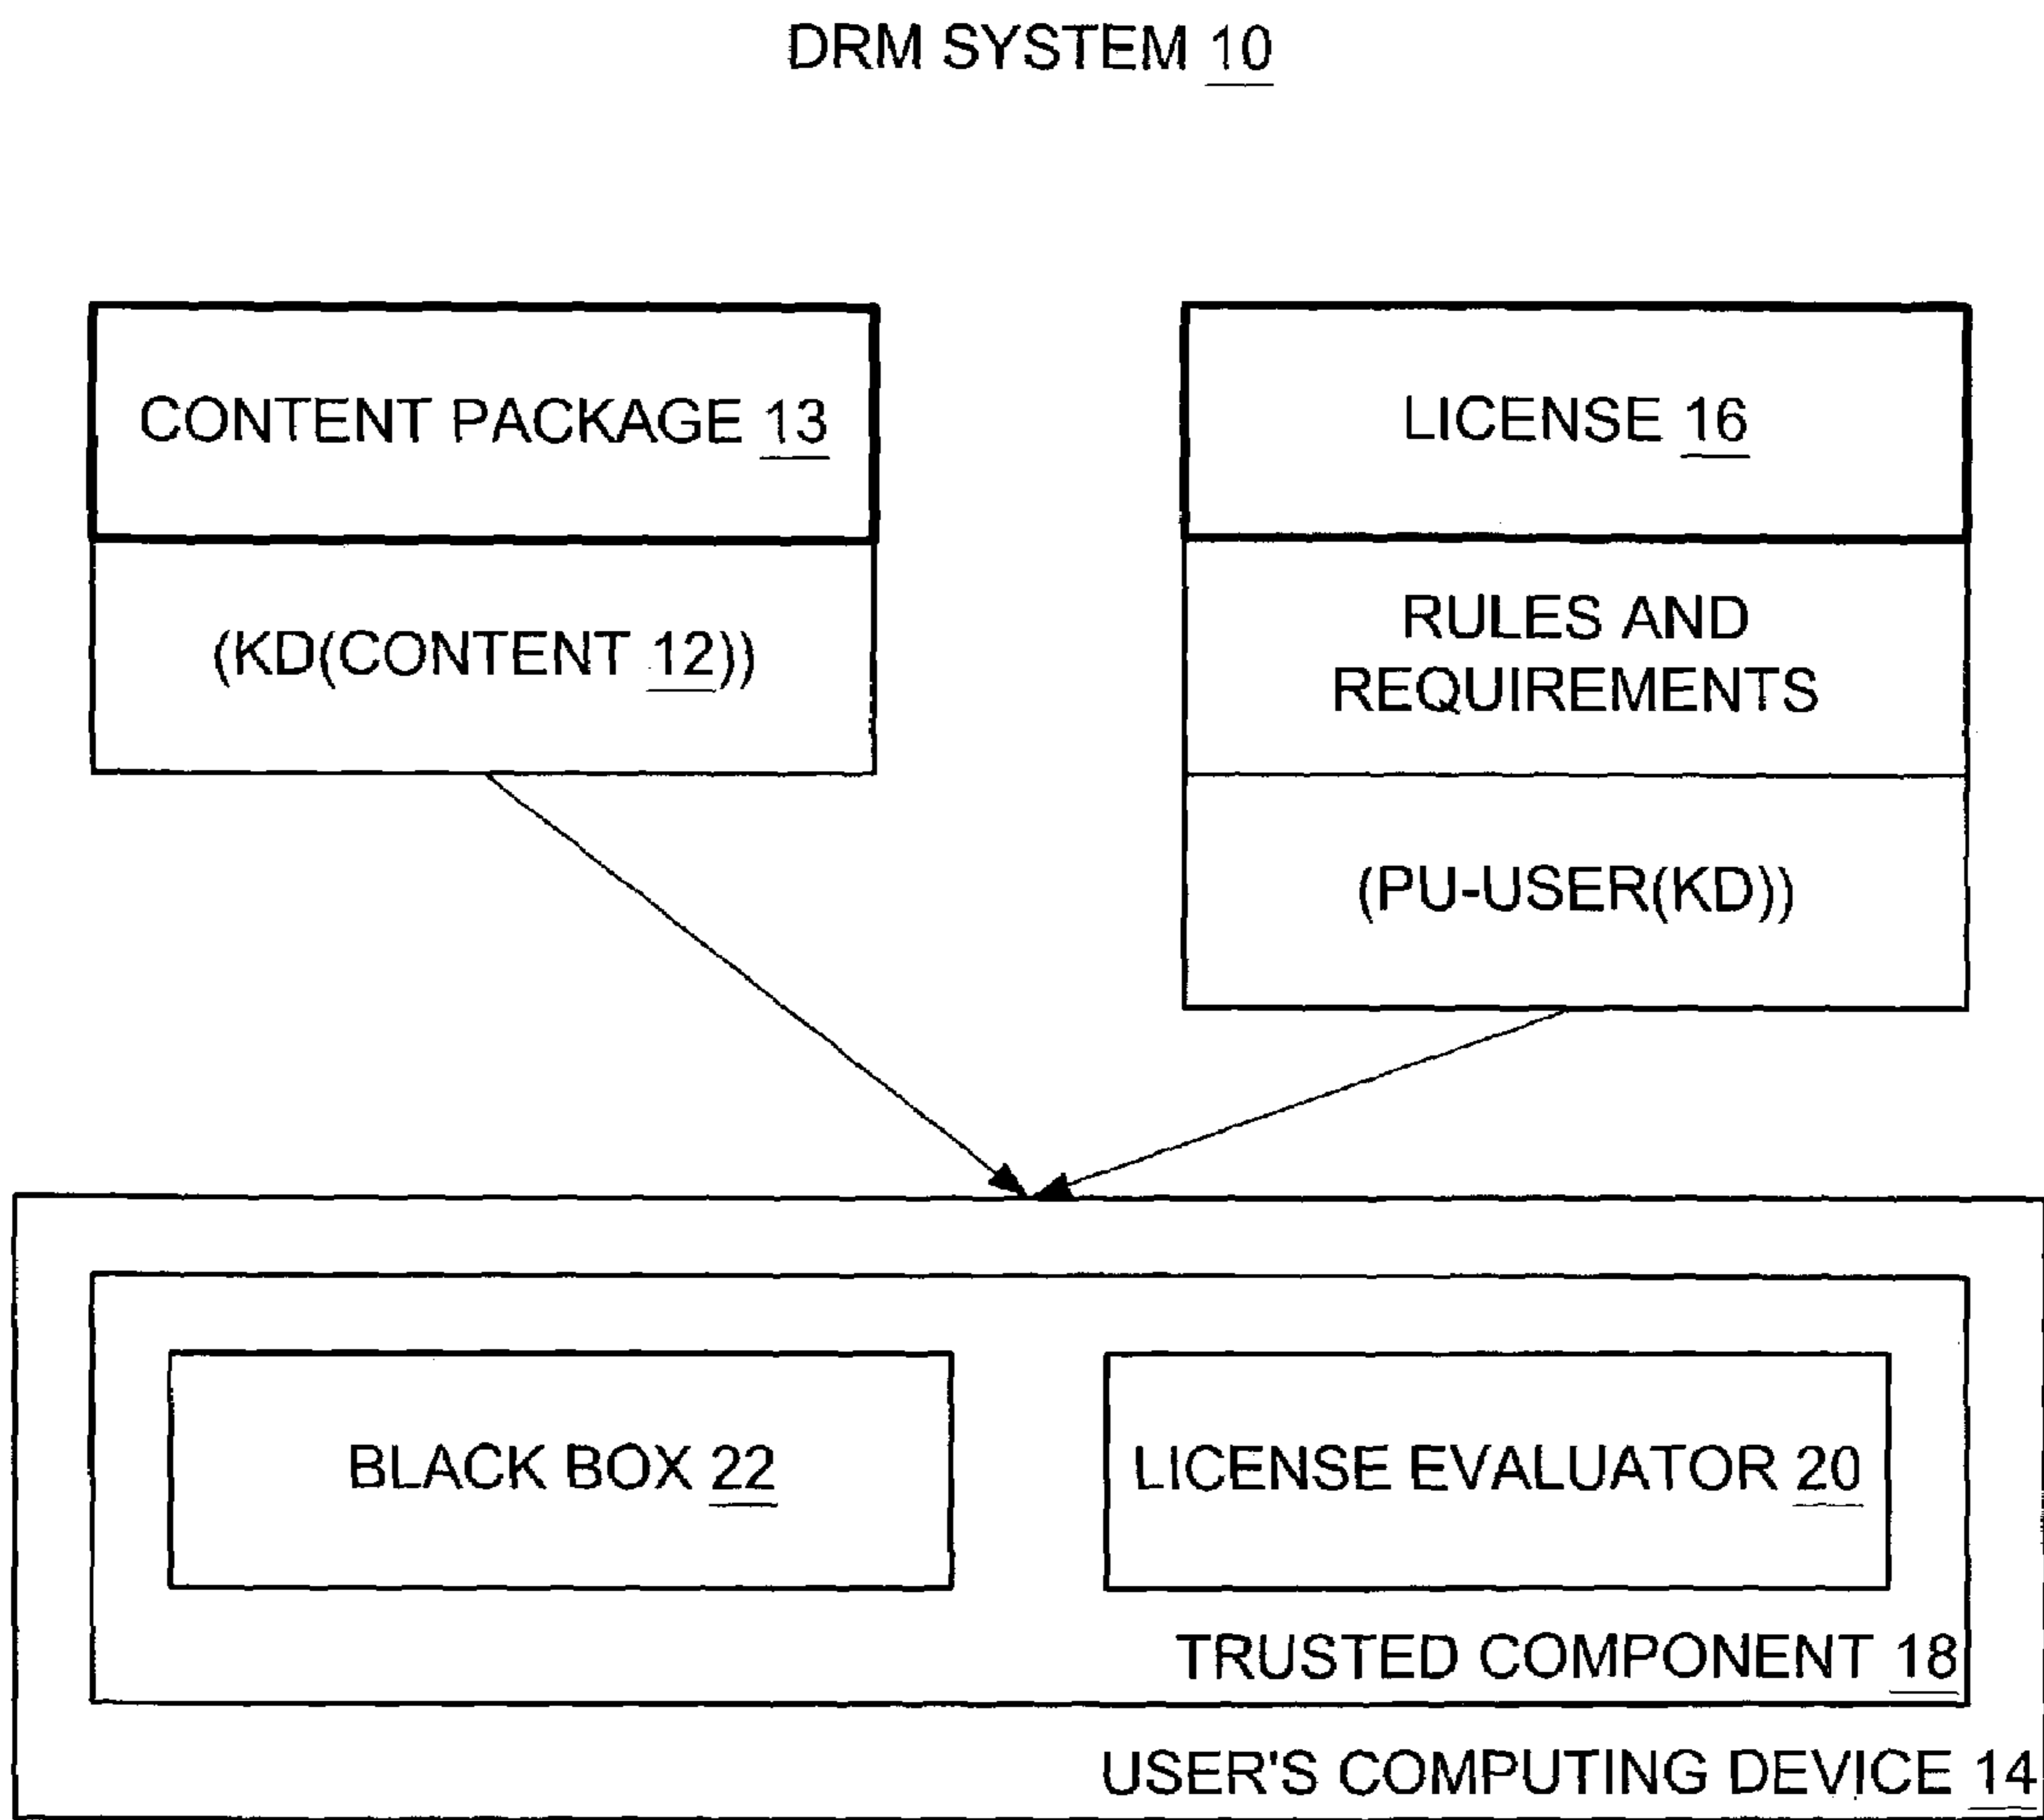 DRM SYSTEM 10
CONTENT PACKAGE 13
(KD(CONTENT 12))
LICENSE 16
RULES AND
REQUIREMENTS
(PU-USER(KD))
BLACK BOX 22
LICENSE EVALUATOR 20
TRUSTED COMPONENT 18
USER'S COMPUTING DEVICE 14